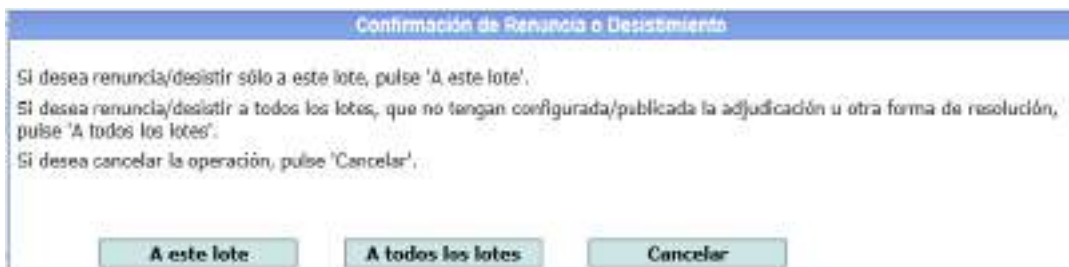 Confirmación de Renuncia o Desistimiento
Si desea renuncia/desistir sólo a este lote, pulse 'A este lote'.
Si desea renuncia/desistir a todos los lotes, que no tengan configurada/publicada la adjudicación u otra forma de resolución,
pulse 'A todos los lotes'.
Si desea cancelar la operación, pulse 'Cancelar'.
A este lote A todos los lotes Cancelar